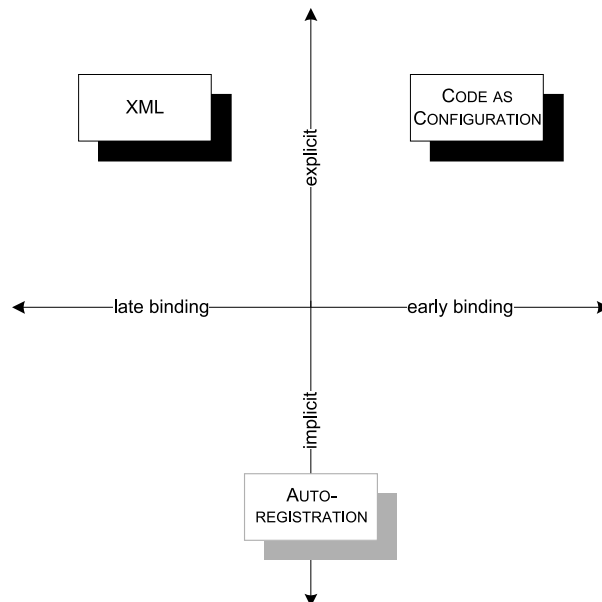 XML
CODE AS
CONFIGURATION
explicit
late binding
early binding
implicit
AUTO-
REGISTRATION